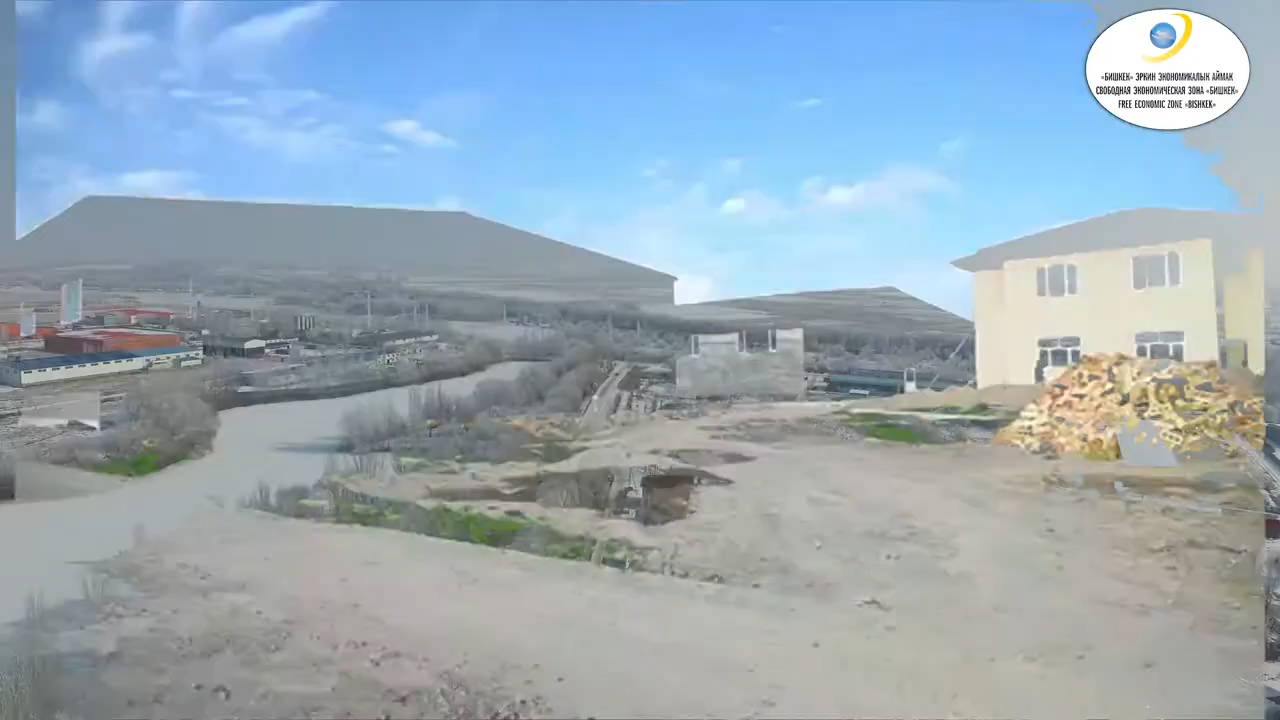 «БИШКЕК» ЭРКИН ЭКОНОМИКАЛЫК АЙМАК
СВОБОДНАЯ ЭКОНОМИЧЕСКАЯ ЗОНА «БИШКЕК»
FREE ECONOMIC ZONE «BISHKEK»